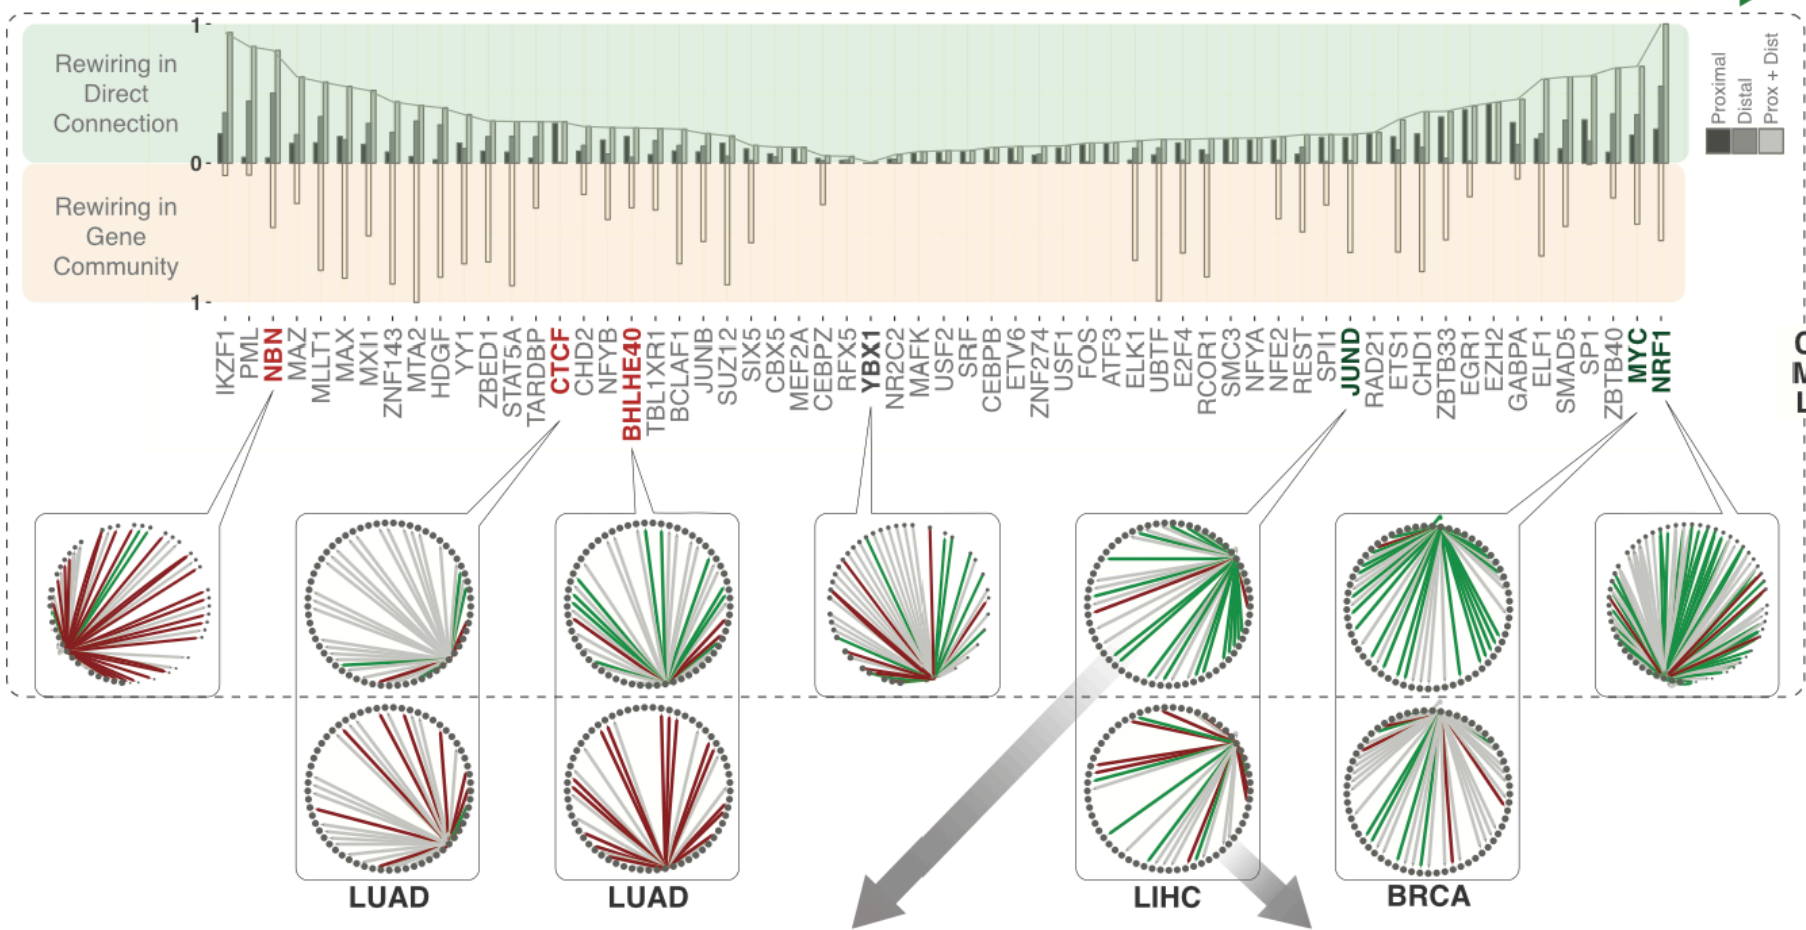 1
Rewiring in
Direct
Connection
0
Rewiring in
Gene
Community
1
Proximal
Distal
Prox + Dist
IKZF1
PML
NBN
MAZ
MLLT1
MAX
MXI1
ZNF143
MTA2
HDGF
YY1
ZBED1
STAT5A
TARDBP
CTCF
CHD2
NFYB
BHLHE40
TBL1XR1
BCLAF1
JUNB
SUZ12
SIX5
CBX5
MEF2A
CEBPZ
RFX5
YBX1
NR2C2
MAFK
USF2
SRF
CEBPB
ETV6
ZNF274
USF1
FOS
ATF3
ELK1
UBTF
E2F4
RCOR1
SMC3
NFYA
NFE2
REST
SPI1
JUND
RAD21
ETS1
CHD1
ZBTB33
EGR1
EZH2
GABPA
ELF1
SMAD5
SP1
ZBTB40
MYC
NRF1
LUAD
LUAD
LIHC
BRCA